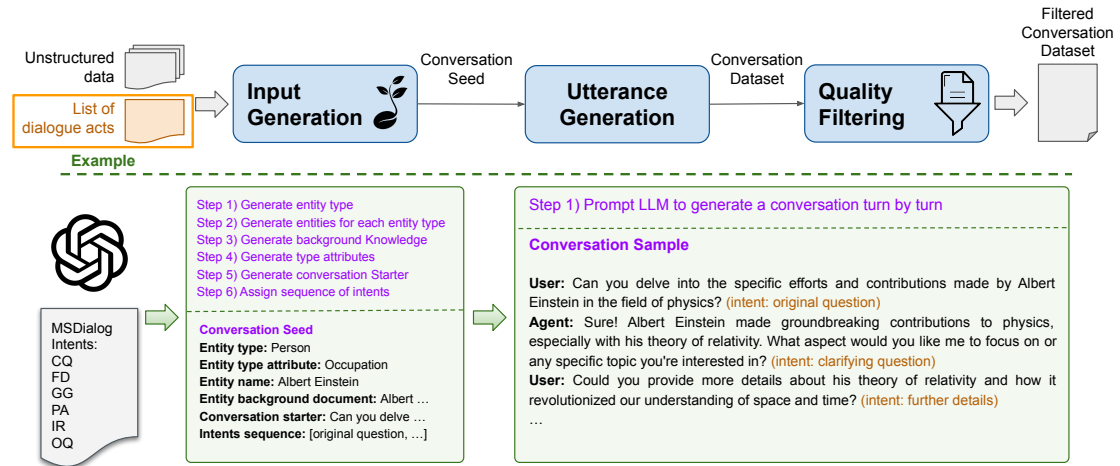 Unstructured
data
List of
dialogue acts
Input
Generation
Conversation
Seed
Utterance
Generation
Conversation
Dataset
Quality
Filtering
Filtered
Conversation
Dataset
Example
MSDialog
Intents:
CQ
FD
GG
PA
IR
OQ
Step 1) Generate entity type
Step 2) Generate entities for each entity type
Step 3) Generate background Knowledge
Step 4) Generate type attributes
Step 5) Generate conversation Starter
Step 6) Assign sequence of intents
Conversation Seed
Entity type: Person
Entity type attribute: Occupation
Entity name: Albert Einstein
Entity background document: Albert ...
Conversation starter: Can you delve ...
Intents sequence: [original question, ...]
Step 1) Prompt LLM to generate a conversation turn by turn
Conversation Sample
User: Can you delve into the specific efforts and contributions made by Albert
Einstein in the field of physics? (intent: original question)
Agent: Sure! Albert Einstein made groundbreaking contributions to physics,
especially with his theory of relativity. What aspect would you like me to focus on or
any specific topic you're interested in? (intent: clarifying question)
User: Could you provide more details about his theory of relativity and how it
revolutionized our understanding of space and time? (intent: further details)
...